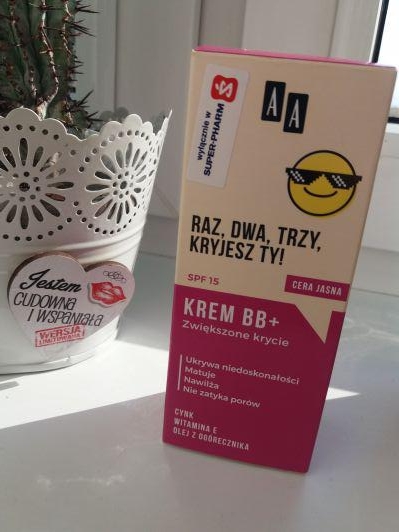 wyłącznie w
SUPER-PHARM
AA
RAZ, DWA, TRZY,
KRYJESZ TY!
SPF 15
CERA JASNA
KREM BB+
Zwiększone krycie
Ukrywa niedoskonałości
Matuje
Nawilża
Nie zatyka porów
CYNK
WITAMINA E
OLEJ Z OGÓRECZNIKA
Jestem
CUDOWNA
I WSPANIAŁA
WERSJA
LIMITOWANA